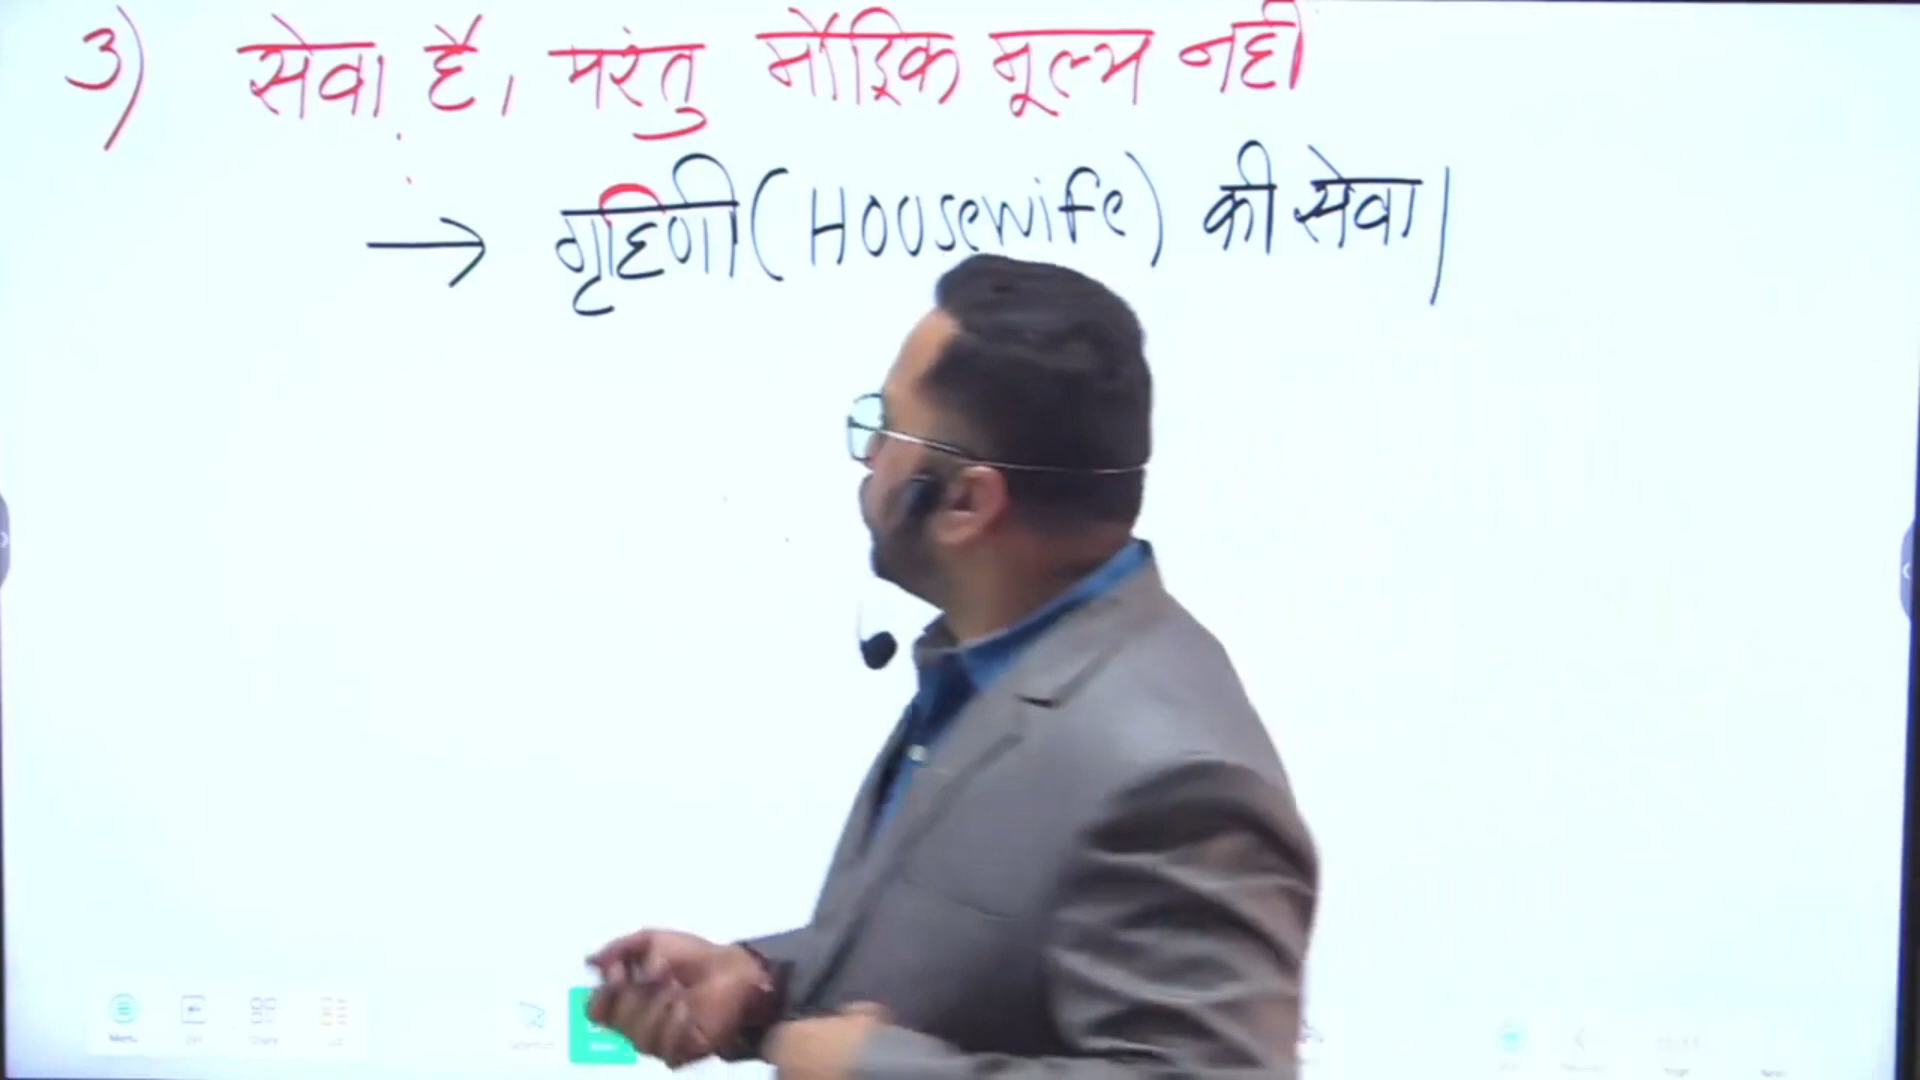 3) सेवा है, परंतु मौद्रिक मूल्य नहीं
→ गृहिणी (Housewife) की सेवा|